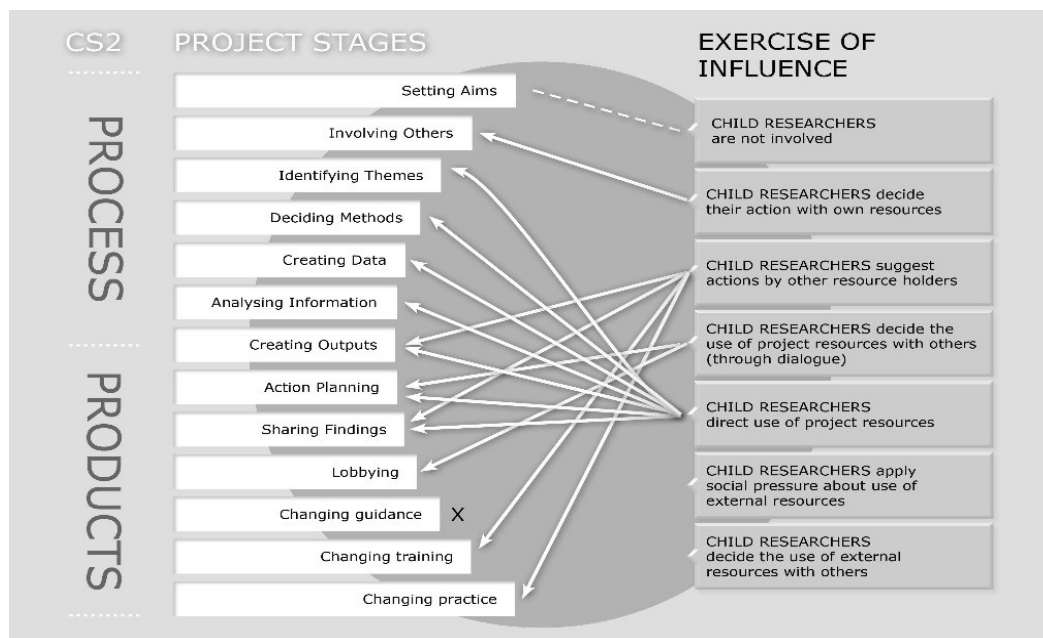 CS2
PROJECT STAGES
PROCESS
Setting Aims
Involving Others
Identifying Themes
Deciding Methods
Creating Data
Analysing Information
Creating Outputs
PRODUCTS
Action Planning
Sharing Findings
Lobbying
Changing guidance X
Changing training
Changing practice
EXERCISE OF
INFLUENCE
CHILD RESEARCHERS
are not involved
CHILD RESEARCHERS decide
their action with own resources
CHILD RESEARCHERS suggest
actions by other resource holders
CHILD RESEARCHERS decide the
use of project resources with others
(through dialogue)
CHILD RESEARCHERS
direct use of project resources
CHILD RESEARCHERS apply
social pressure about use of
external resources
CHILD RESEARCHERS
decide the use of external
resources with others